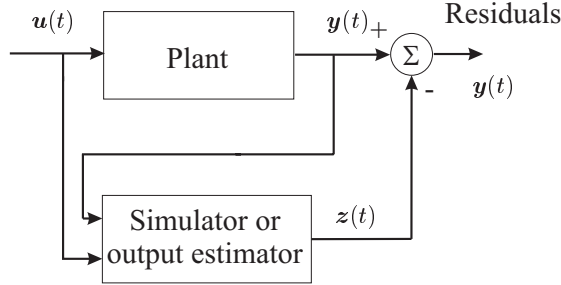 Residuals
u(t)
y(t)
+
Plant
Σ
y(t)
-
Simulator or
output estimator
z(t)